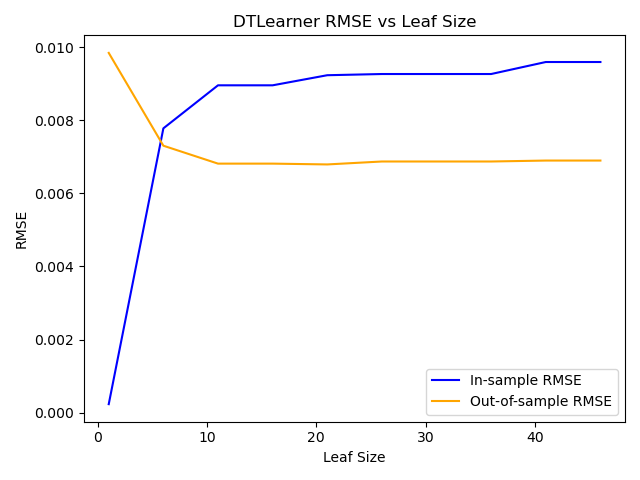 DTLearner RMSE vs Leaf Size
0.010
0.008
0.006
0.004
0.002
0.000
RMSE
In-sample RMSE
Out-of-sample RMSE
0 10 20 30 40
Leaf Size